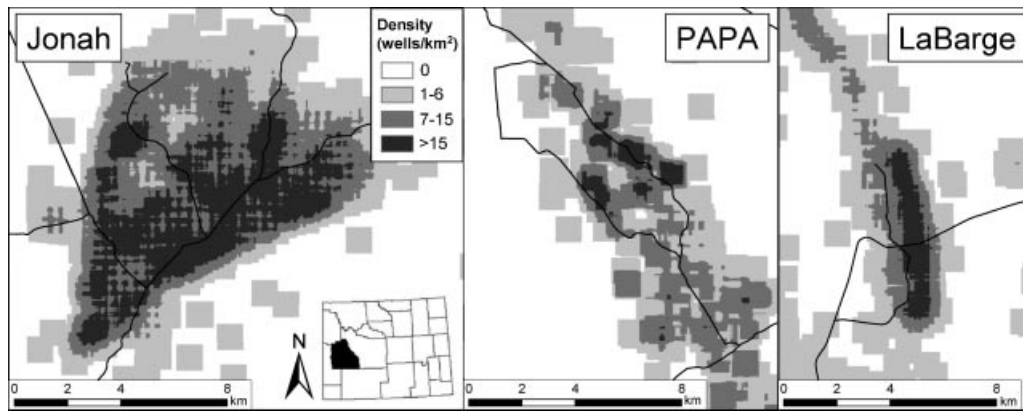 Jonah
Density
(wells/km²)
0
1-6
7-15
>15
PAPA
LaBarge
N
0 2 4 8
km
0 2 4 8
km
0 2 4 8
km